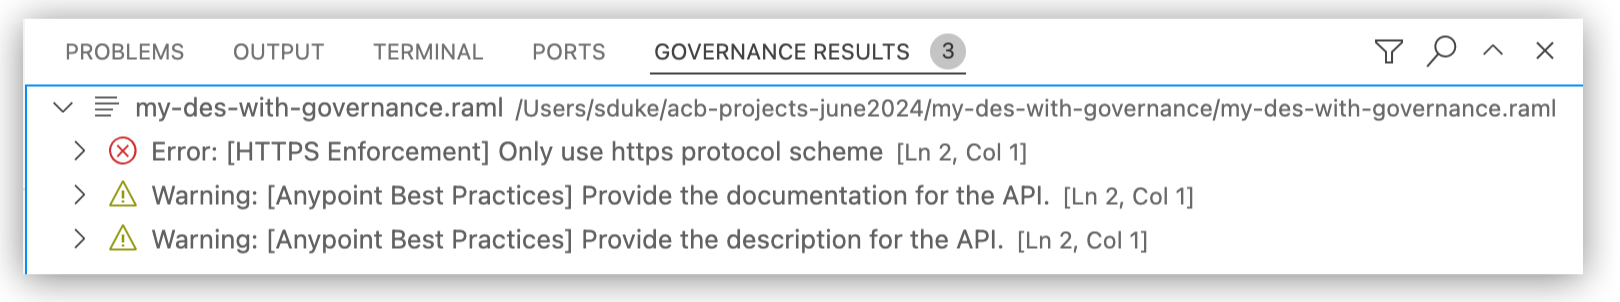 PROBLEMS OUTPUT TERMINAL PORTS GOVERNANCE RESULTS 3
my-des-with-governance.raml /Users/sduke/acb-projects-june2024/my-des-with-governance/my-des-with-governance.raml
Error: [HTTPS Enforcement] Only use https protocol scheme [Ln 2, Col 1]
Warning: [Anypoint Best Practices] Provide the documentation for the API. [Ln 2, Col 1]
Warning: [Anypoint Best Practices] Provide the description for the API. [Ln 2, Col 1]